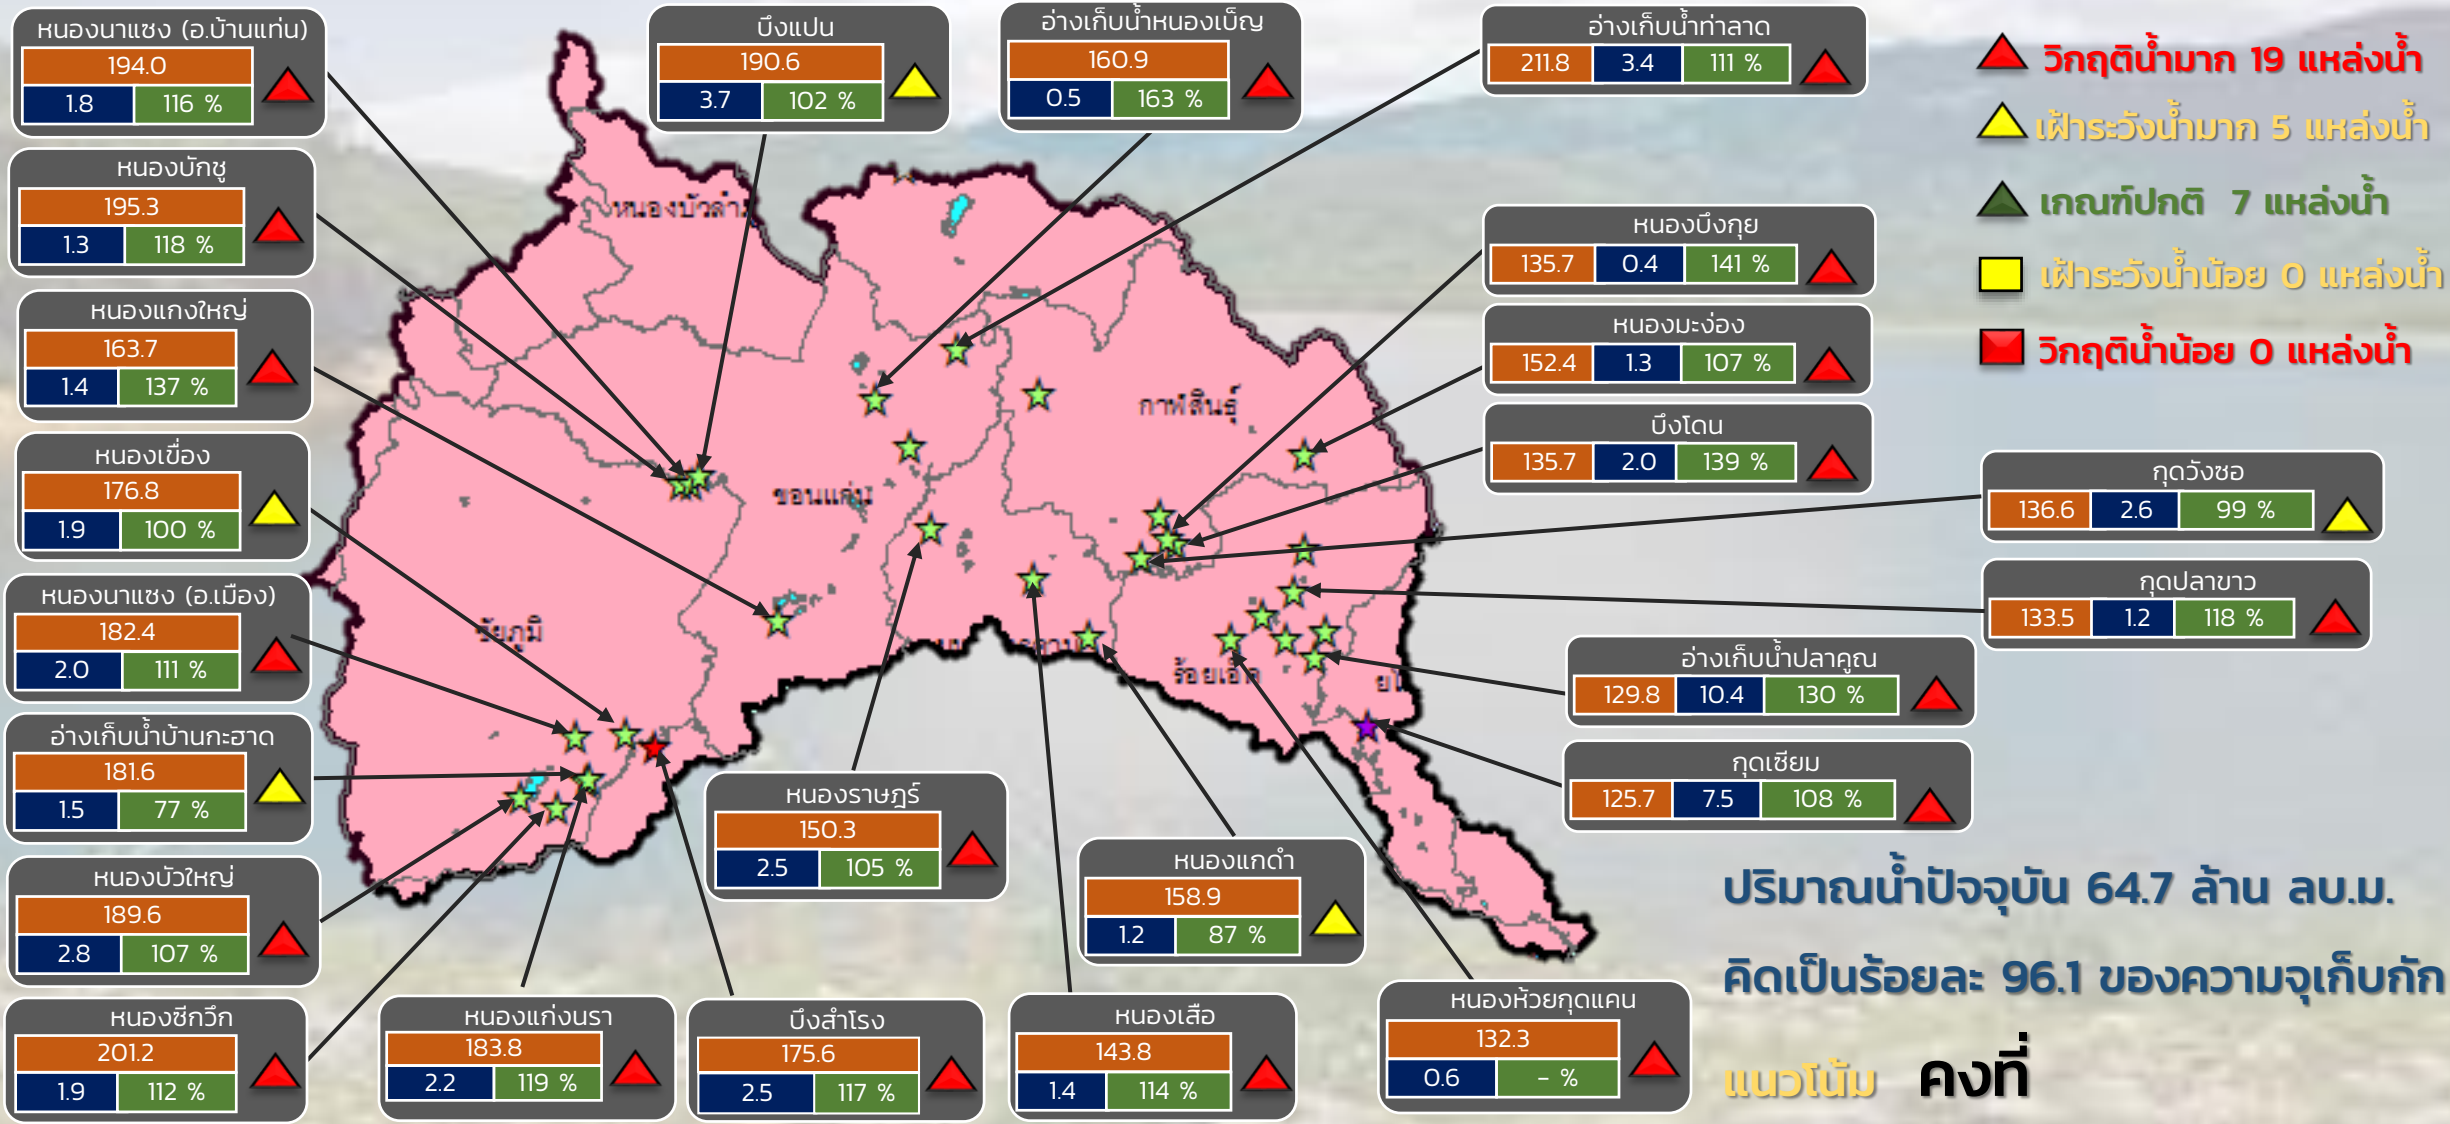 หนองนาแซง (อ.บ้านแท่น)
194.0
1.8 116 %
บึงแปน
190.6
3.7 102 %
อ่างเก็บน้ำหนองเบ็ญ
160.9
0.5 163 %
อ่างเก็บน้ำท่าลาด
211.8 3.4 111 %
วิกฤติน้ำมาก 19 แหล่งน้ำ
เฝ้าระวังน้ำมาก 5 แหล่งน้ำ
เกณฑ์ปกติ 7 แหล่งน้ำ
เฝ้าระวังน้ำน้อย 0 แหล่งน้ำ
วิกฤติน้ำน้อย 0 แหล่งน้ำ
หนองบักชู
195.3
1.3 118 %
หนองแกงใหญ่
163.7
1.4 137 %
หนองเขื่อง
176.8
1.9 100 %
หนองนาแซง (อ.เมือง)
182.4
2.0 111 %
อ่างเก็บน้ำบ้านกะฮาด
181.6
1.5 77 %
หนองบัวใหญ่
189.6
2.8 107 %
หนองซีกวึก
201.2
1.9 112 %
หนองบึงกุย
135.7 0.4 141 %
หนองมะง่อง
152.4 1.3 107 %
บึงโดน
135.7 2.0 139 %
กุดวังซอ
136.6 2.6 99 %
กุดปลาขาว
133.5 1.2 118 %
อ่างเก็บน้ำปลาคูณ
129.8 10.4 130 %
กุดเซียม
125.7 7.5 108 %
กาฬสินธุ์
ขอนแก่น
ชัยภูมิ
ร้อยเอ็ด
หนองราษฎร์
150.3
2.5 105 %
หนองแกดำ
158.9
1.2 87 %
หนองแก่งนรา
183.8
2.2 119 %
บึงสำโรง
175.6
2.5 117 %
หนองเสือ
143.8
1.4 114 %
หนองห้วยกุดแคน
132.3
0.6 - %
ปริมาณน้ำปัจจุบัน 64.7 ล้าน ลบ.ม.
คิดเป็นร้อยละ 96.1 ของความจุเก็บกัก
แนวโน้ม คงที่